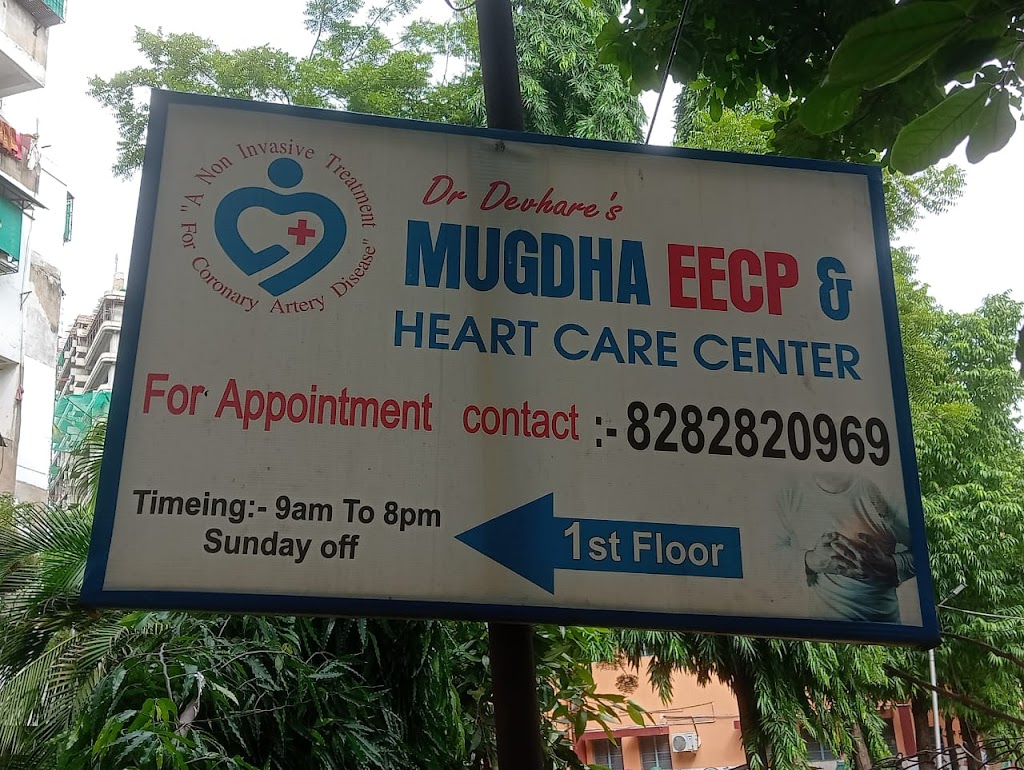 "A Non Invasive Treatment
For Coronary Artery Disease"
Dr Devhare's
MUGDHA EECP &
HEART CARE CENTER
For Appointment contact :- 8282820969
Timeing:- 9am To 8pm
Sunday off
1st Floor